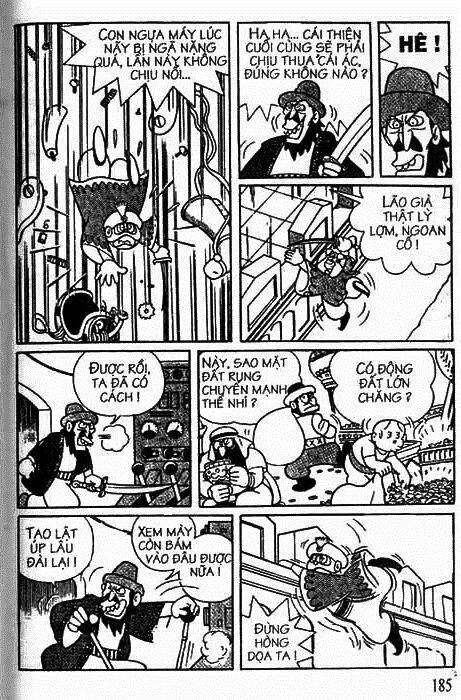 CON NGỰA MÁY LÚC
NÃY BỊ NGÃ NẶNG
QUÁ, LẦN NÀY KHÔNG
CHỊU NỔI...
HA HA... CÁI THIỆN
CUỐI CÙNG SẼ PHẢI
CHỊU THUA CÁI ÁC,
ĐÚNG KHÔNG NÀO ?
HÊ !
LÃO GIÀ
THẬT LỲ
LỢM, NGOAN
CỐ !
ĐƯỢC RỒI,
TA ĐÃ CÓ
CÁCH !
NÀY, SAO MẶT
ĐẤT RUNG
CHUYỂN MẠNH
THẾ NHỈ ?
CÓ ĐỘNG
ĐẤT LỚN
CHĂNG ?
TAO LẬT
ÚP LÂU
ĐÀI LẠI !
XEM MÀY
CÒN BÁM
VÀO ĐÂU ĐƯỢC
NỮA !
ĐỪNG
HÒNG
DỌA TA !
185